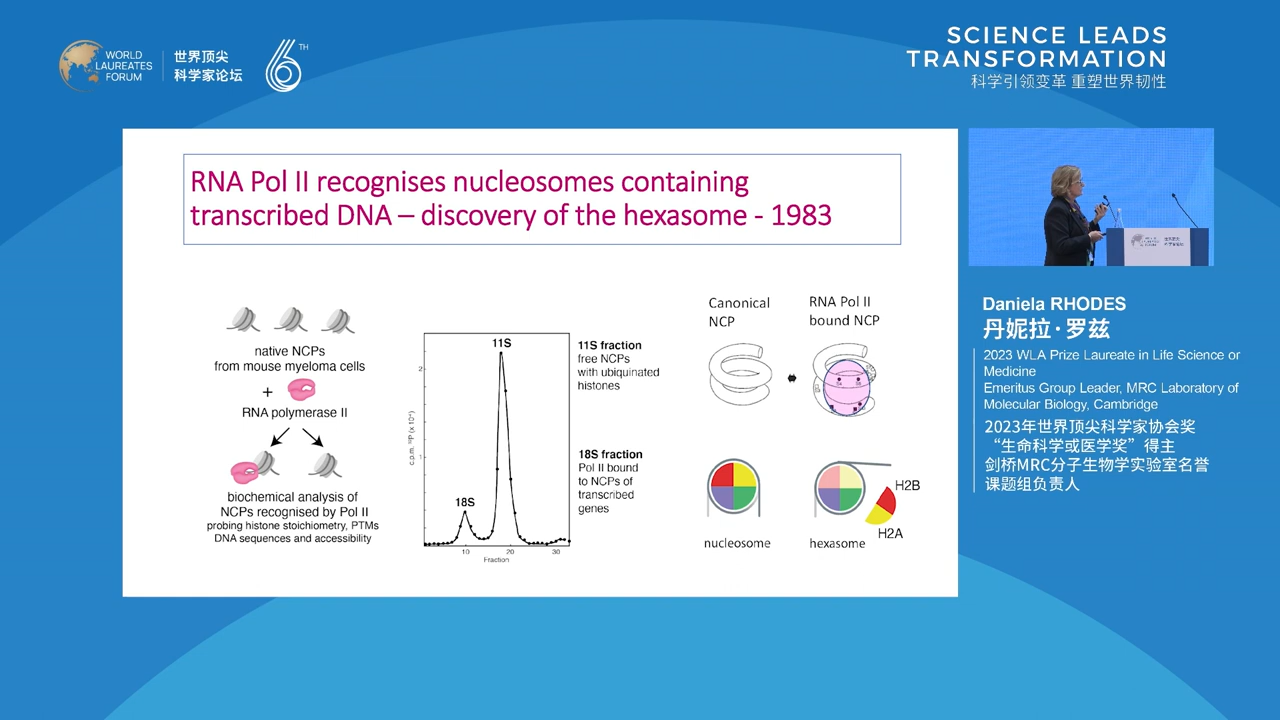 WORLD
LAUREATES
FORUM
世界顶尖
科学家论坛
6TH
SCIENCE LEADS
TRANSFORMATION
科学引领变革 重塑世界韧性
RNA Pol II recognises nucleosomes containing
transcribed DNA – discovery of the hexasome - 1983
native NCPs
from mouse myeloma cells
+
RNA polymerase II
biochemical analysis of
NCPs recognised by Pol II
probing histone stoichiometry, PTMs
DNA sequences and accessibility
c.p.m. ³²P (x 10⁴)
2
1
11S
18S
10 20 30
Fraction
11S fraction
free NCPs
with ubiquinated
histones
18S fraction
Pol II bound
to NCPs of
transcribed
genes
Canonical
NCP
RNA Pol II
bound NCP
nucleosome
hexasome
H2B
H2A
Daniela RHODES
丹妮拉·罗兹
2023 WLA Prize Laureate in Life Science or
Medicine
Emeritus Group Leader, MRC Laboratory of
Molecular Biology, Cambridge
2023年世界顶尖科学家协会奖
“生命科学或医学奖”得主
剑桥MRC分子生物学实验室名誉
课题组负责人